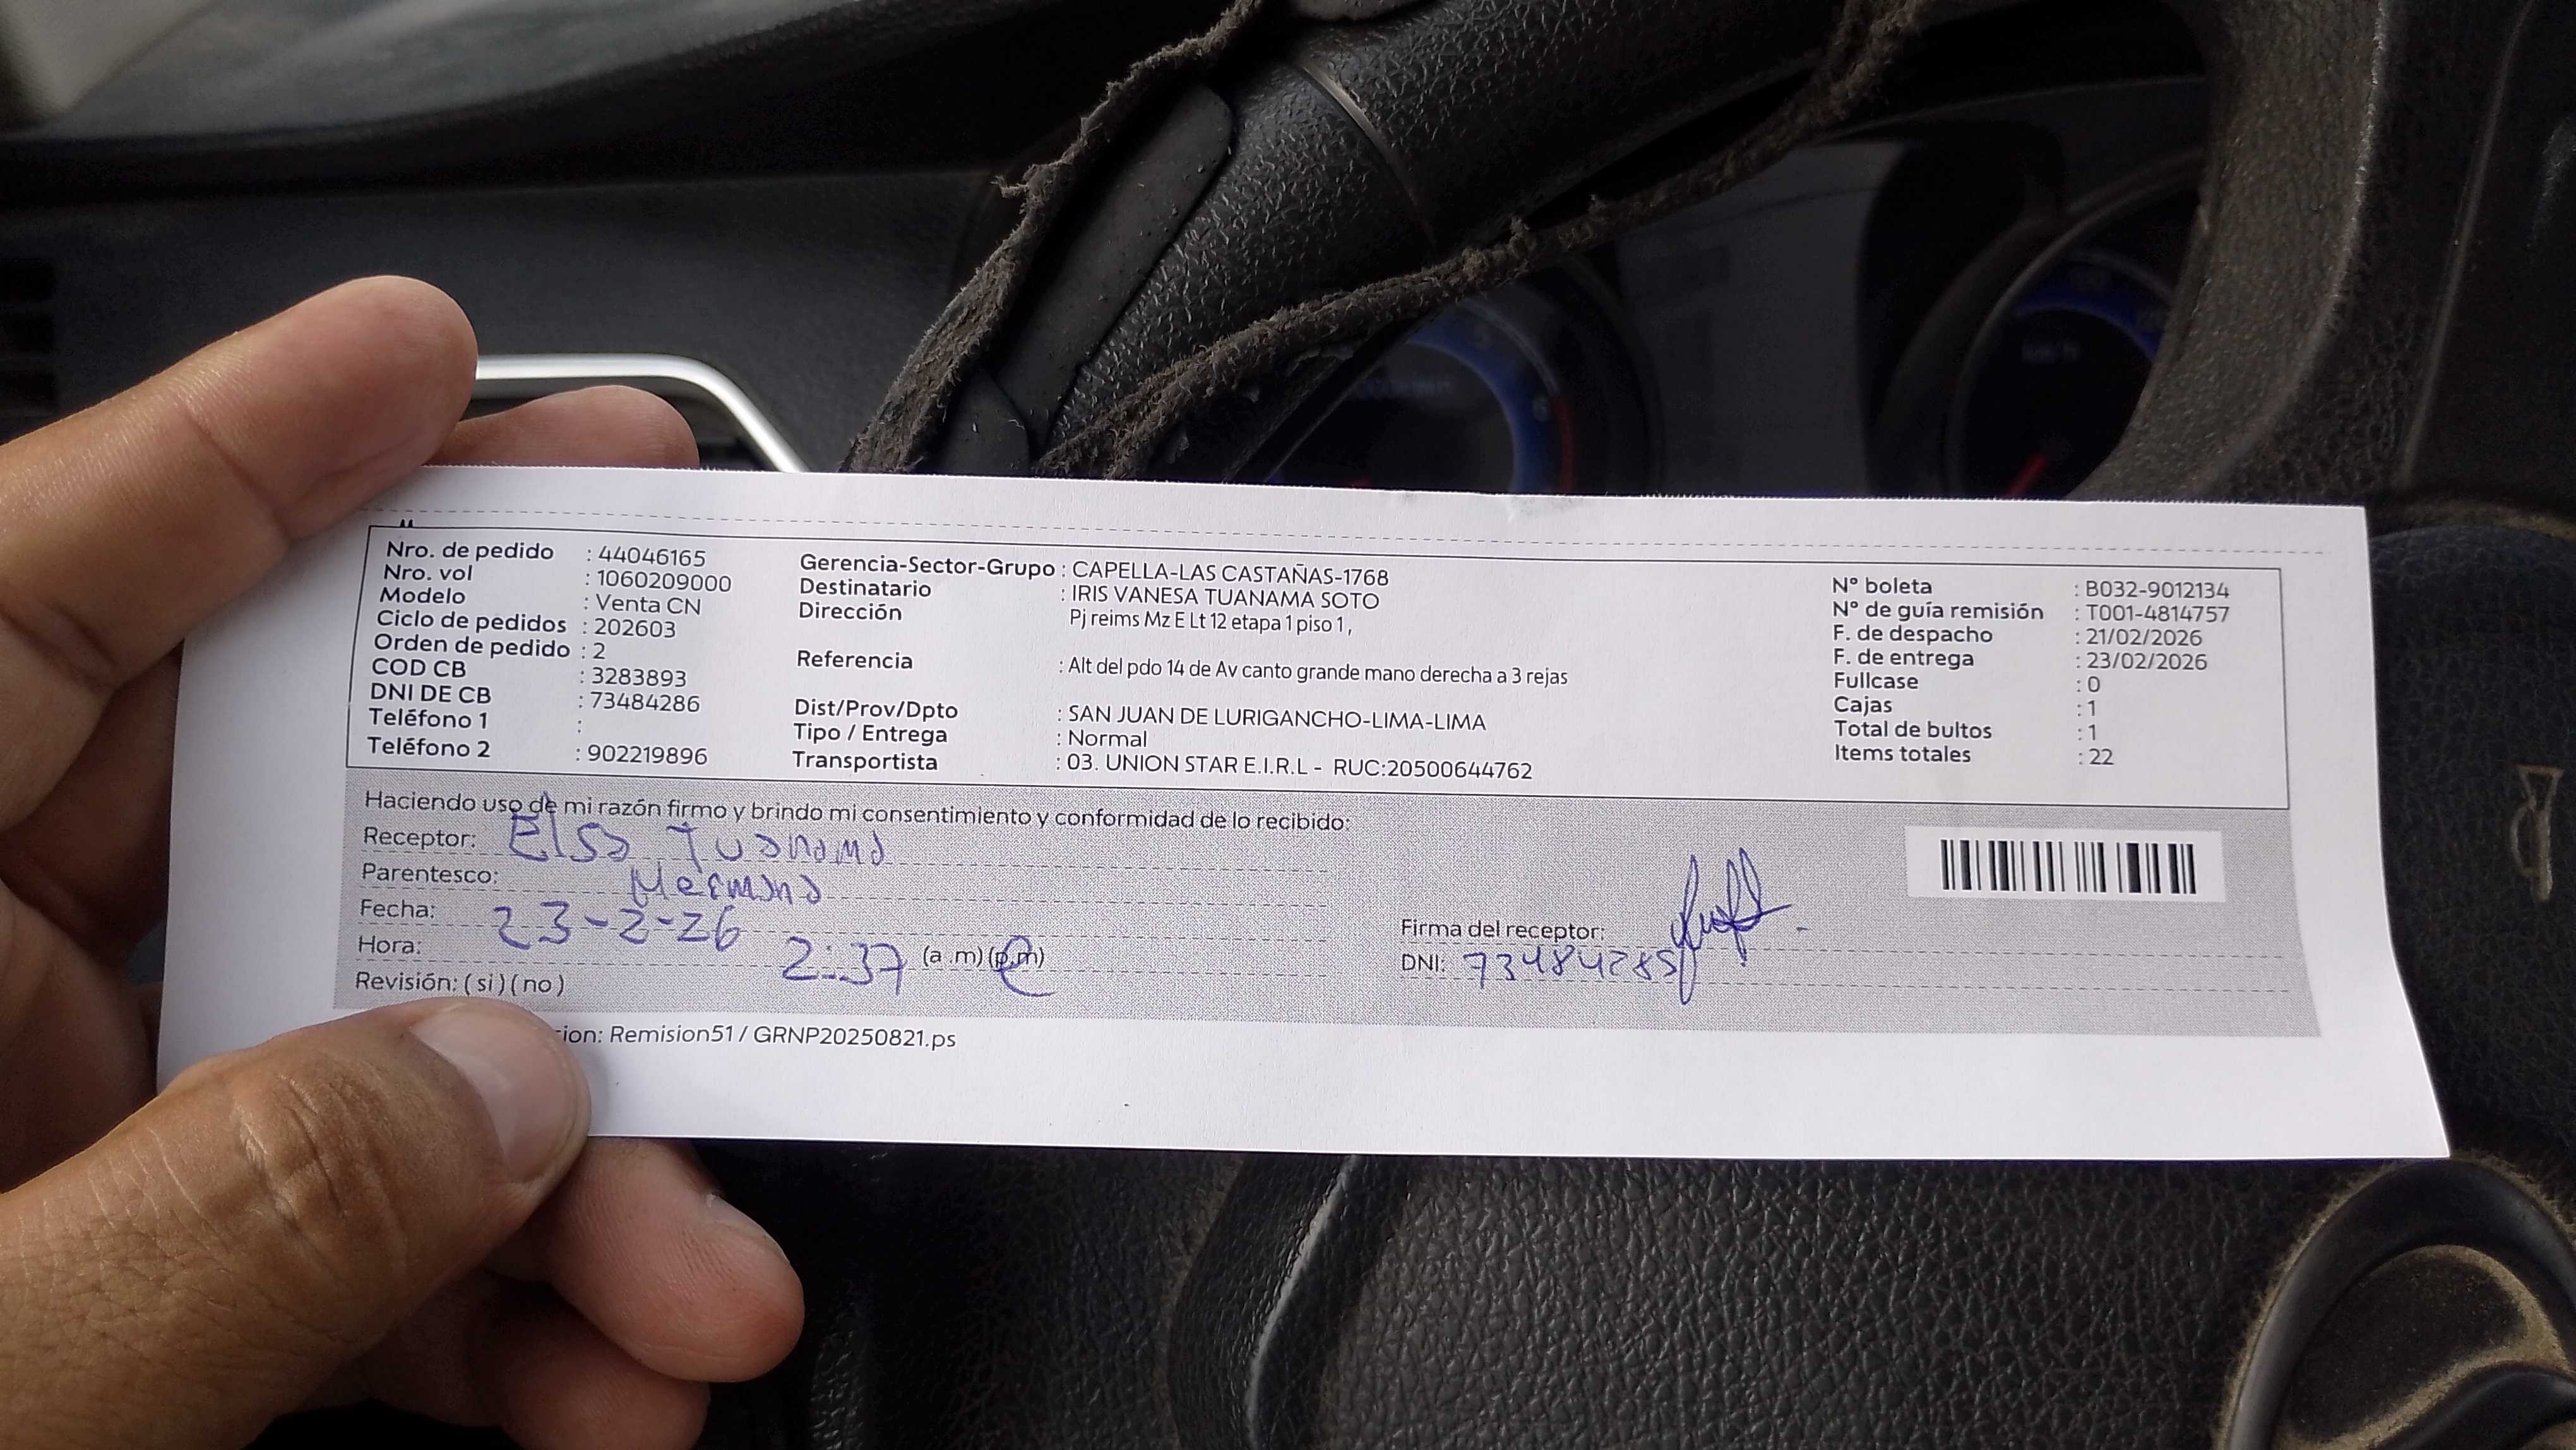 Nro. de pedido : 44046165
Nro. vol : 1060209000
Modelo : Venta CN
Ciclo de pedidos : 202603
Orden de pedido : 2
COD CB : 3283893
DNI DE CB : 73484286
Teléfono 1 :
Teléfono 2 : 902219896
Gerencia-Sector-Grupo : CAPELLA-LAS CASTAÑAS-1768
Destinatario : IRIS VANESA TUANAMA SOTO
Dirección Pj reims Mz E Lt 12 etapa 1 piso 1,
Referencia : Alt del pdo 14 de Av canto grande mano derecha a 3 rejas
Dist/Prov/Dpto : SAN JUAN DE LURIGANCHO-LIMA-LIMA
Tipo / Entrega : Normal
Transportista : 03. UNION STAR E.I.R.L - RUC:20500644762
N° boleta : B032-9012134
N° de guía remisión : T001-4814757
F. de despacho : 21/02/2026
F. de entrega : 23/02/2026
Fullcase : 0
Cajas : 1
Total de bultos : 1
Items totales : 22
Haciendo uso de mi razón firmo y brindo mi consentimiento y conformidad de lo recibido:
Receptor: Elsa Tuanama
Parentesco: Hermana
Fecha: 23-2-26
Hora: 2:37 (a .m) (p.m)
Revisión: ( si ) ( no )
Firma del receptor:
DNI: 73484285
ion: Remision51 / GRNP20250821.ps